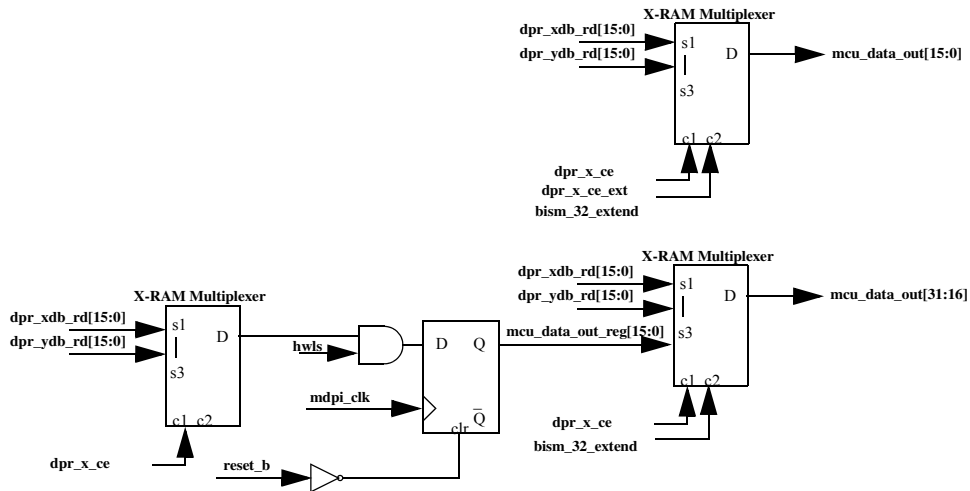 X-RAM Multiplexer
dpr_xdb_rd[15:0]
dpr_ydb_rd[15:0]
s1
D
s3
c1 c2
mcu_data_out[15:0]
dpr_x_ce
dpr_x_ce_ext
bism_32_extend
X-RAM Multiplexer
dpr_xdb_rd[15:0]
dpr_ydb_rd[15:0]
mcu_data_out_reg[15:0]
s1
D
s3
c1 c2
mcu_data_out[31:16]
dpr_x_ce
bism_32_extend
X-RAM Multiplexer
dpr_xdb_rd[15:0]
dpr_ydb_rd[15:0]
s1
D
s3
c1 c2
dpr_x_ce
hwls
mdpi_clk
D Q
Q̅
clr
reset_b